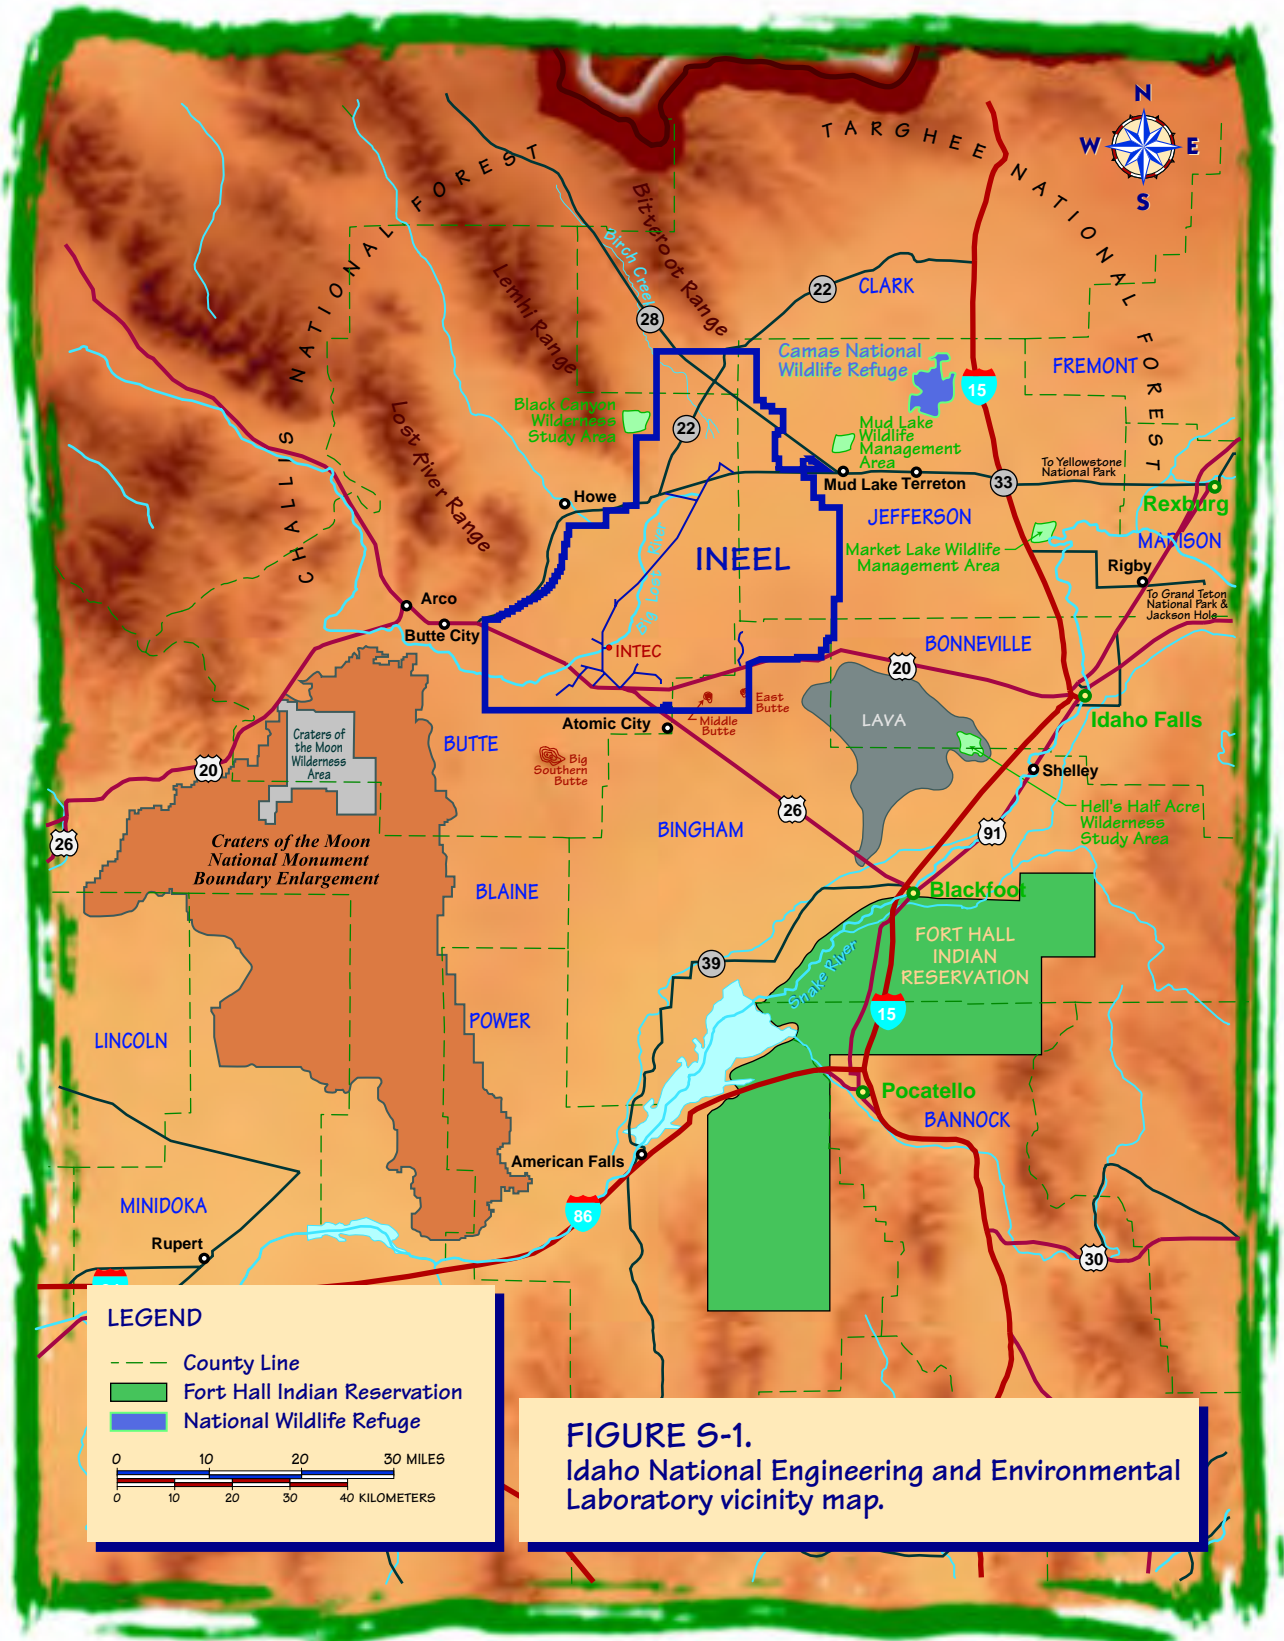 N
W E
S
TARGHEE NATIONAL FOREST
CHALLIS NATIONAL FOREST
Bitteroot Range
Birch Creek
Lemhi Range
Lost River Range
22
CLARK
28
Camas National
Wildlife Refuge
FREMONT
15
Black Canyon
Wilderness
Study Area
22
Mud Lake
Wildlife
Management
Area
To Yellowstone
National Park
Mud Lake Terreton
33
Howe
Rexburg
JEFFERSON
MADISON
Market Lake Wildlife
Management Area
INEEL
Big Lost River
Rigby
To Grand Teton
National Park &
Jackson Hole
Arco
Butte City
INTEC
BONNEVILLE
20
East
Butte
Middle
Butte
Atomic City
LAVA
Idaho Falls
Craters of
the Moon
Wilderness
Area
BUTTE
20
Big
Southern
Butte
Shelley
26
Hell's Half Acre
Wilderness
Study Area
26
BINGHAM
91
Craters of the Moon
National Monument
Boundary Enlargement
BLAINE
Blackfoot
FORT HALL
INDIAN
RESERVATION
39
Snake River
15
POWER
LINCOLN
Pocatello
BANNOCK
American Falls
MINIDOKA
86
Rupert
30
LEGEND
County Line
Fort Hall Indian Reservation
National Wildlife Refuge
0 10 20 30 MILES
0 10 20 30 40 KILOMETERS
FIGURE S-1.
Idaho National Engineering and Environmental
Laboratory vicinity map.